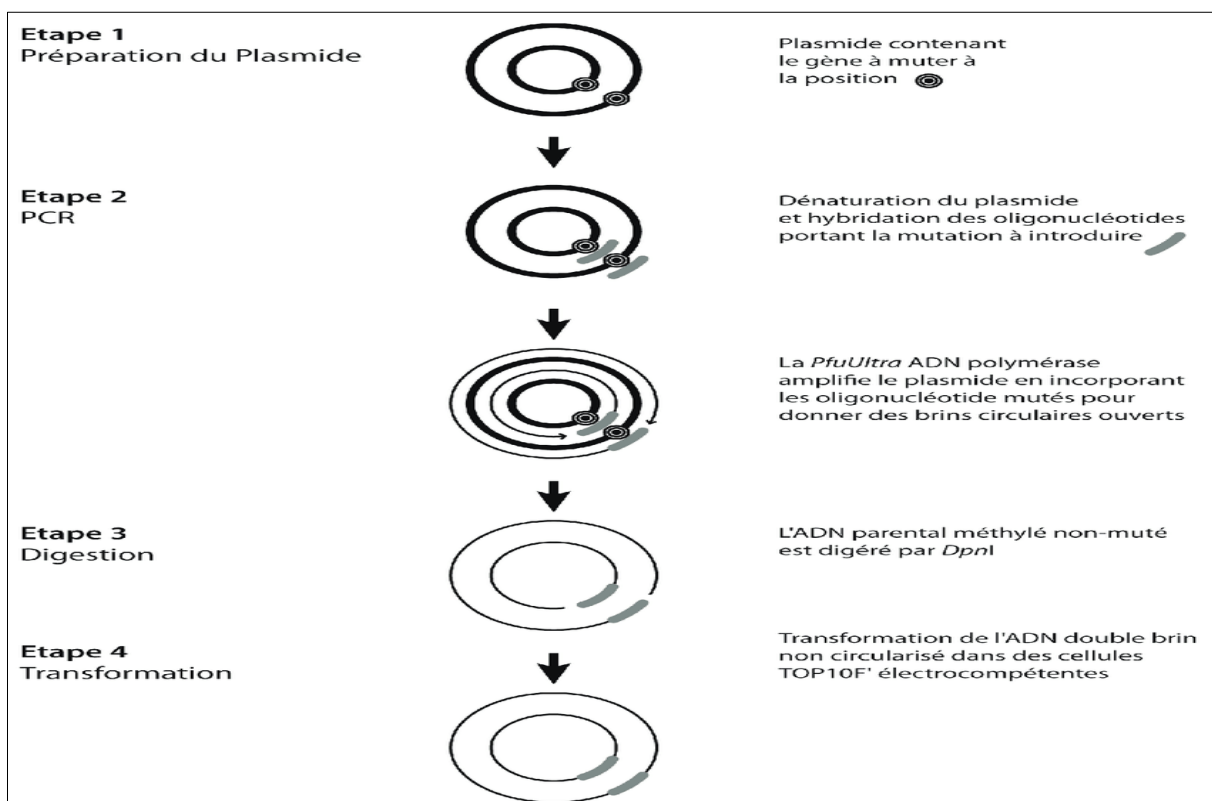 Etape 1
Préparation du Plasmide
Plasmide contenant
le gène à muter à
la position
Etape 2
PCR
Dénaturation du plasmide
et hybridation des oligonucléotides
portant la mutation à introduire
La PfuUltra ADN polymérase
amplifie le plasmide en incorporant
les oligonucléotide mutés pour
donner des brins circulaires ouverts
Etape 3
Digestion
L'ADN parental méthylé non-muté
est digéré par DpnI
Etape 4
Transformation
Transformation de l'ADN double brin
non circularisé dans des cellules
TOP10F' électrocompétentes